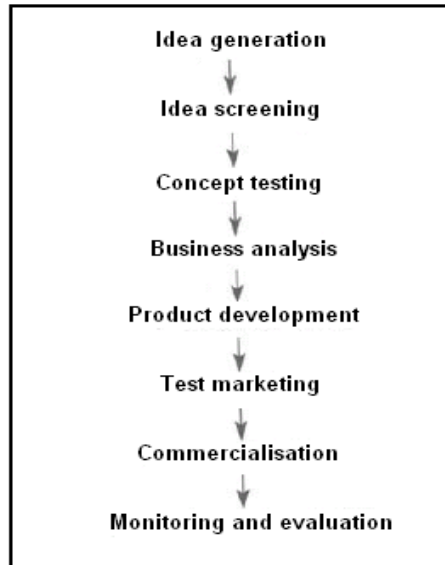 Idea generation
Idea screening
Concept testing
Business analysis
Product development
Test marketing
Commercialisation
Monitoring and evaluation